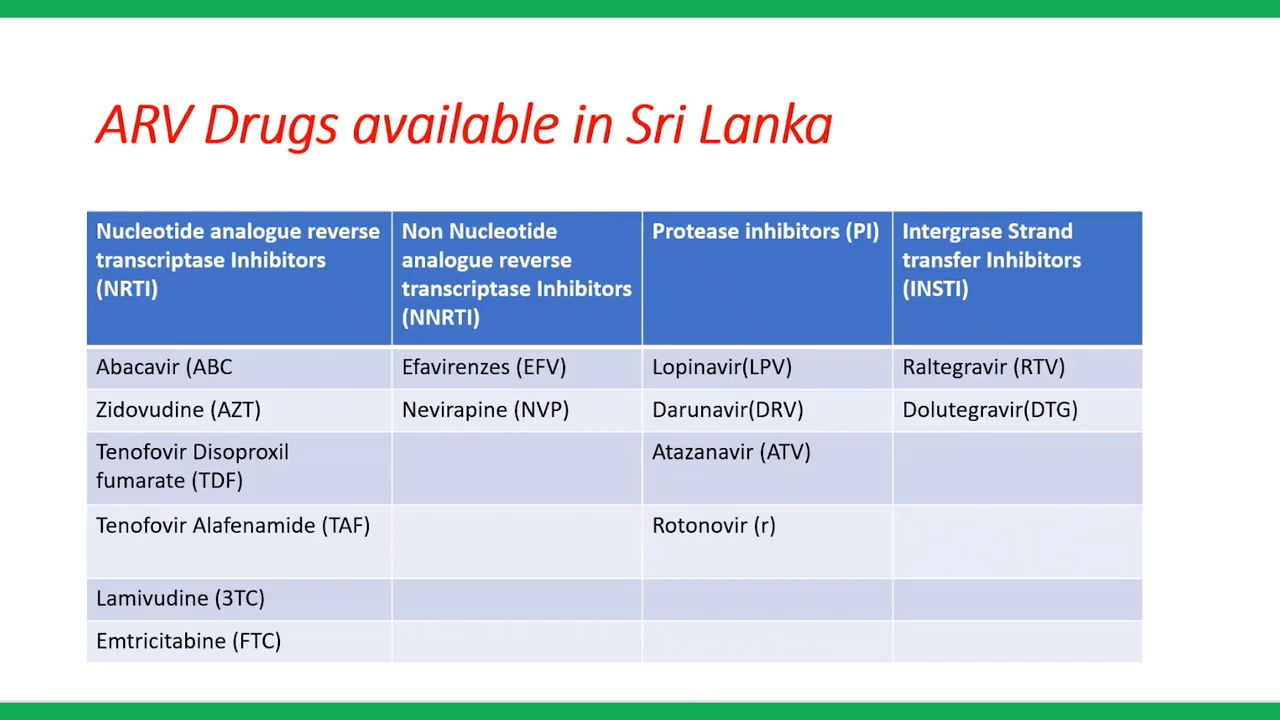 ARV Drugs available in Sri Lanka
Nucleotide analogue reverse
transcriptase Inhibitors
(NRTI)
Non Nucleotide
analogue reverse
transcriptase Inhibitors
(NNRTI)
Protease inhibitors (PI)
Intergrase Strand
transfer Inhibitors
(INSTI)
Abacavir (ABC
Efavirenzes (EFV)
Lopinavir(LPV)
Raltegravir (RTV)
Zidovudine (AZT)
Nevirapine (NVP)
Darunavir(DRV)
Dolutegravir(DTG)
Tenofovir Disoproxil
fumarate (TDF)
Atazanavir (ATV)
Tenofovir Alafenamide (TAF)
Rotonovir (r)
Lamivudine (3TC)
Emtricitabine (FTC)